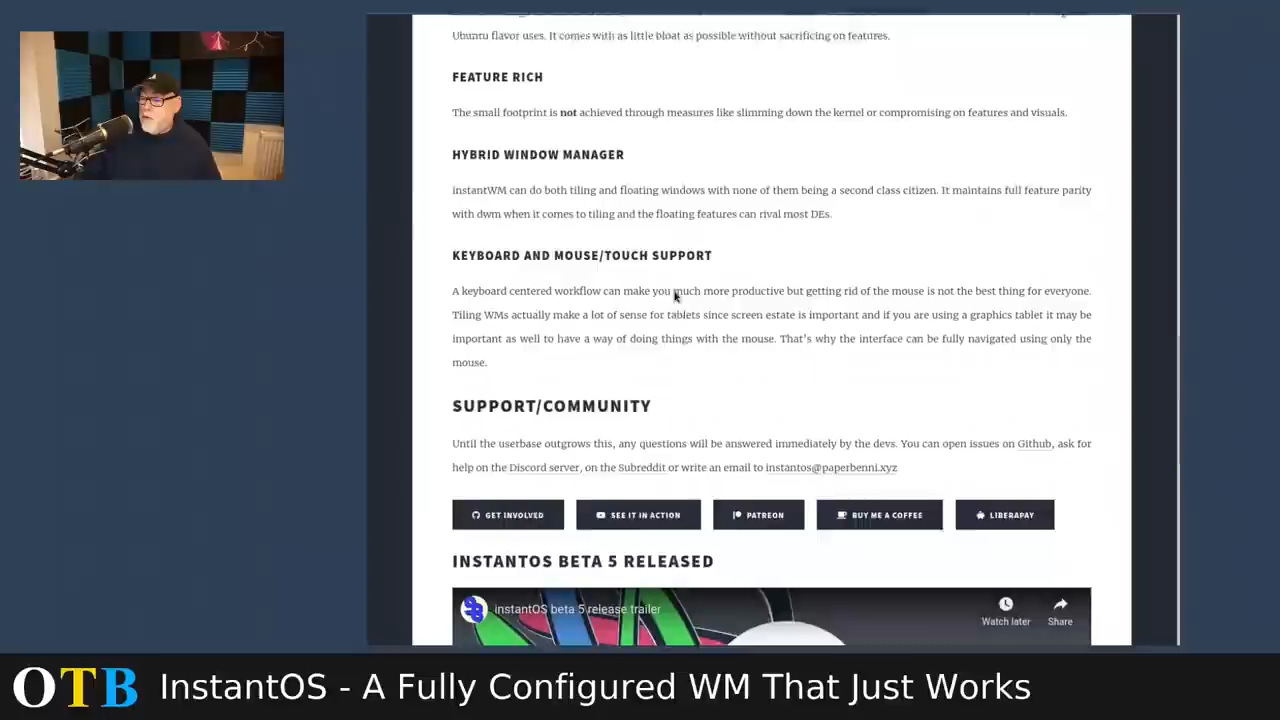 Ubuntu flavor uses. It comes with as little bloat as possible without sacrificing on features.
FEATURE RICH
The small footprint is not achieved through measures like slimming down the kernel or compromising on features and visuals.
HYBRID WINDOW MANAGER
instantWM can do both tiling and floating windows with none of them being a second class citizen. It maintains full feature parity
with dwm when it comes to tiling and the floating features can rival most DEs.
KEYBOARD AND MOUSE/TOUCH SUPPORT
A keyboard centered workflow can make you much more productive but getting rid of the mouse is not the best thing for everyone.
Tiling WMs actually make a lot of sense for tablets since screen estate is important and if you are using a graphics tablet it may be
important as well to have a way of doing things with the mouse. That's why the interface can be fully navigated using only the
mouse.
SUPPORT/COMMUNITY
Until the userbase outgrows this, any questions will be answered immediately by the devs. You can open issues on Github, ask for
help on the Discord server, on the Subreddit or write an email to instantos@paperbenni.xyz
GET INVOLVED
SEE IT IN ACTION
PATREON
BUY ME A COFFEE
LIBERAPAY
INSTANTOS BETA 5 RELEASED
instantOS beta 5 release trailer
Watch later
Share
OTB InstantOS - A Fully Configured WM That Just Works